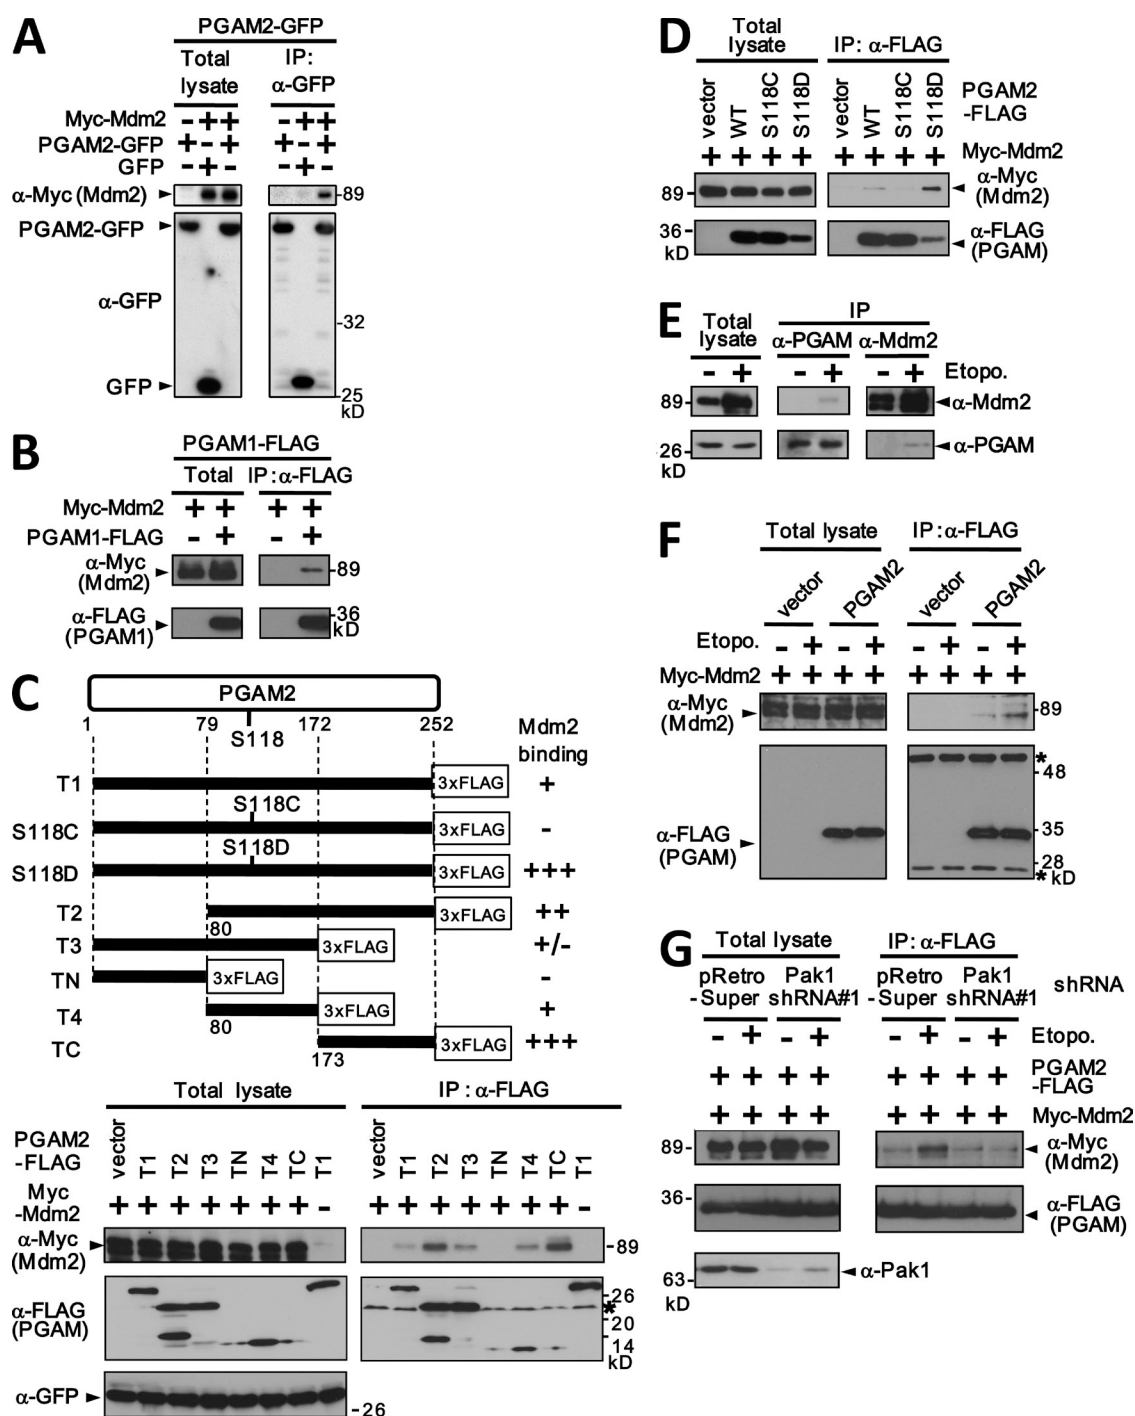 A
PGAM2-GFP
Total lysate
IP: α-GFP
Myc-Mdm2 - + + - + +
PGAM2-GFP + - + + - +
GFP - + - - + -
α-Myc (Mdm2)
-89
PGAM2-GFP
α-GFP
-32
GFP
-25
kD
B
PGAM1-FLAG
Total IP:α-FLAG
Myc-Mdm2 + + + +
PGAM1-FLAG - + - +
α-Myc
(Mdm2)
-89
α-FLAG
(PGAM1)
-36
kD
C
PGAM2
1 79 172 252
S118
Mdm2
binding
T1 3xFLAG +
S118C
S118C 3xFLAG -
S118D
S118D 3xFLAG +++
T2 80 3xFLAG ++
T3 3xFLAG +/-
TN 3xFLAG -
T4 80 3xFLAG +
TC 173 3xFLAG +++
Total lysate IP: α-FLAG
PGAM2
-FLAG
vector T1 T2 T3 TN T4 TC T1 vector T1 T2 T3 TN T4 TC T1
Myc
-Mdm2
+ + + + + + + - + + + + + + + -
α-Myc
(Mdm2)
-89
α-FLAG
(PGAM)
26
*
20
14
kD
α-GFP
-26
D
Total
lysate
IP: α-FLAG
vector WT S118C S118D vector WT S118C S118D
PGAM2
-FLAG
+ + + + + + + + Myc-Mdm2
89-
α-Myc
(Mdm2)
36-
kD
α-FLAG
(PGAM)
E
Total
lysate
IP
α-PGAM α-Mdm2
- + - + - + Etopo.
89- α-Mdm2
26-
kD
α-PGAM
F
Total lysate IP:α-FLAG
vector PGAM2 vector PGAM2
Etopo. - + - + - + - +
Myc-Mdm2 + + + + + + + +
α-Myc
(Mdm2)
-89
*
-48
α-FLAG
(PGAM)
-35
-28
* kD
G
Total lysate IP: α-FLAG
pRetro
-Super
Pak1
shRNA#1
pRetro
-Super
Pak1
shRNA#1
shRNA
- + - + - + - + Etopo.
+ + + + + + + + PGAM2
-FLAG
+ + + + + + + + Myc-Mdm2
89-
α-Myc
(Mdm2)
36-
α-FLAG
(PGAM)
63-
kD
α-Pak1